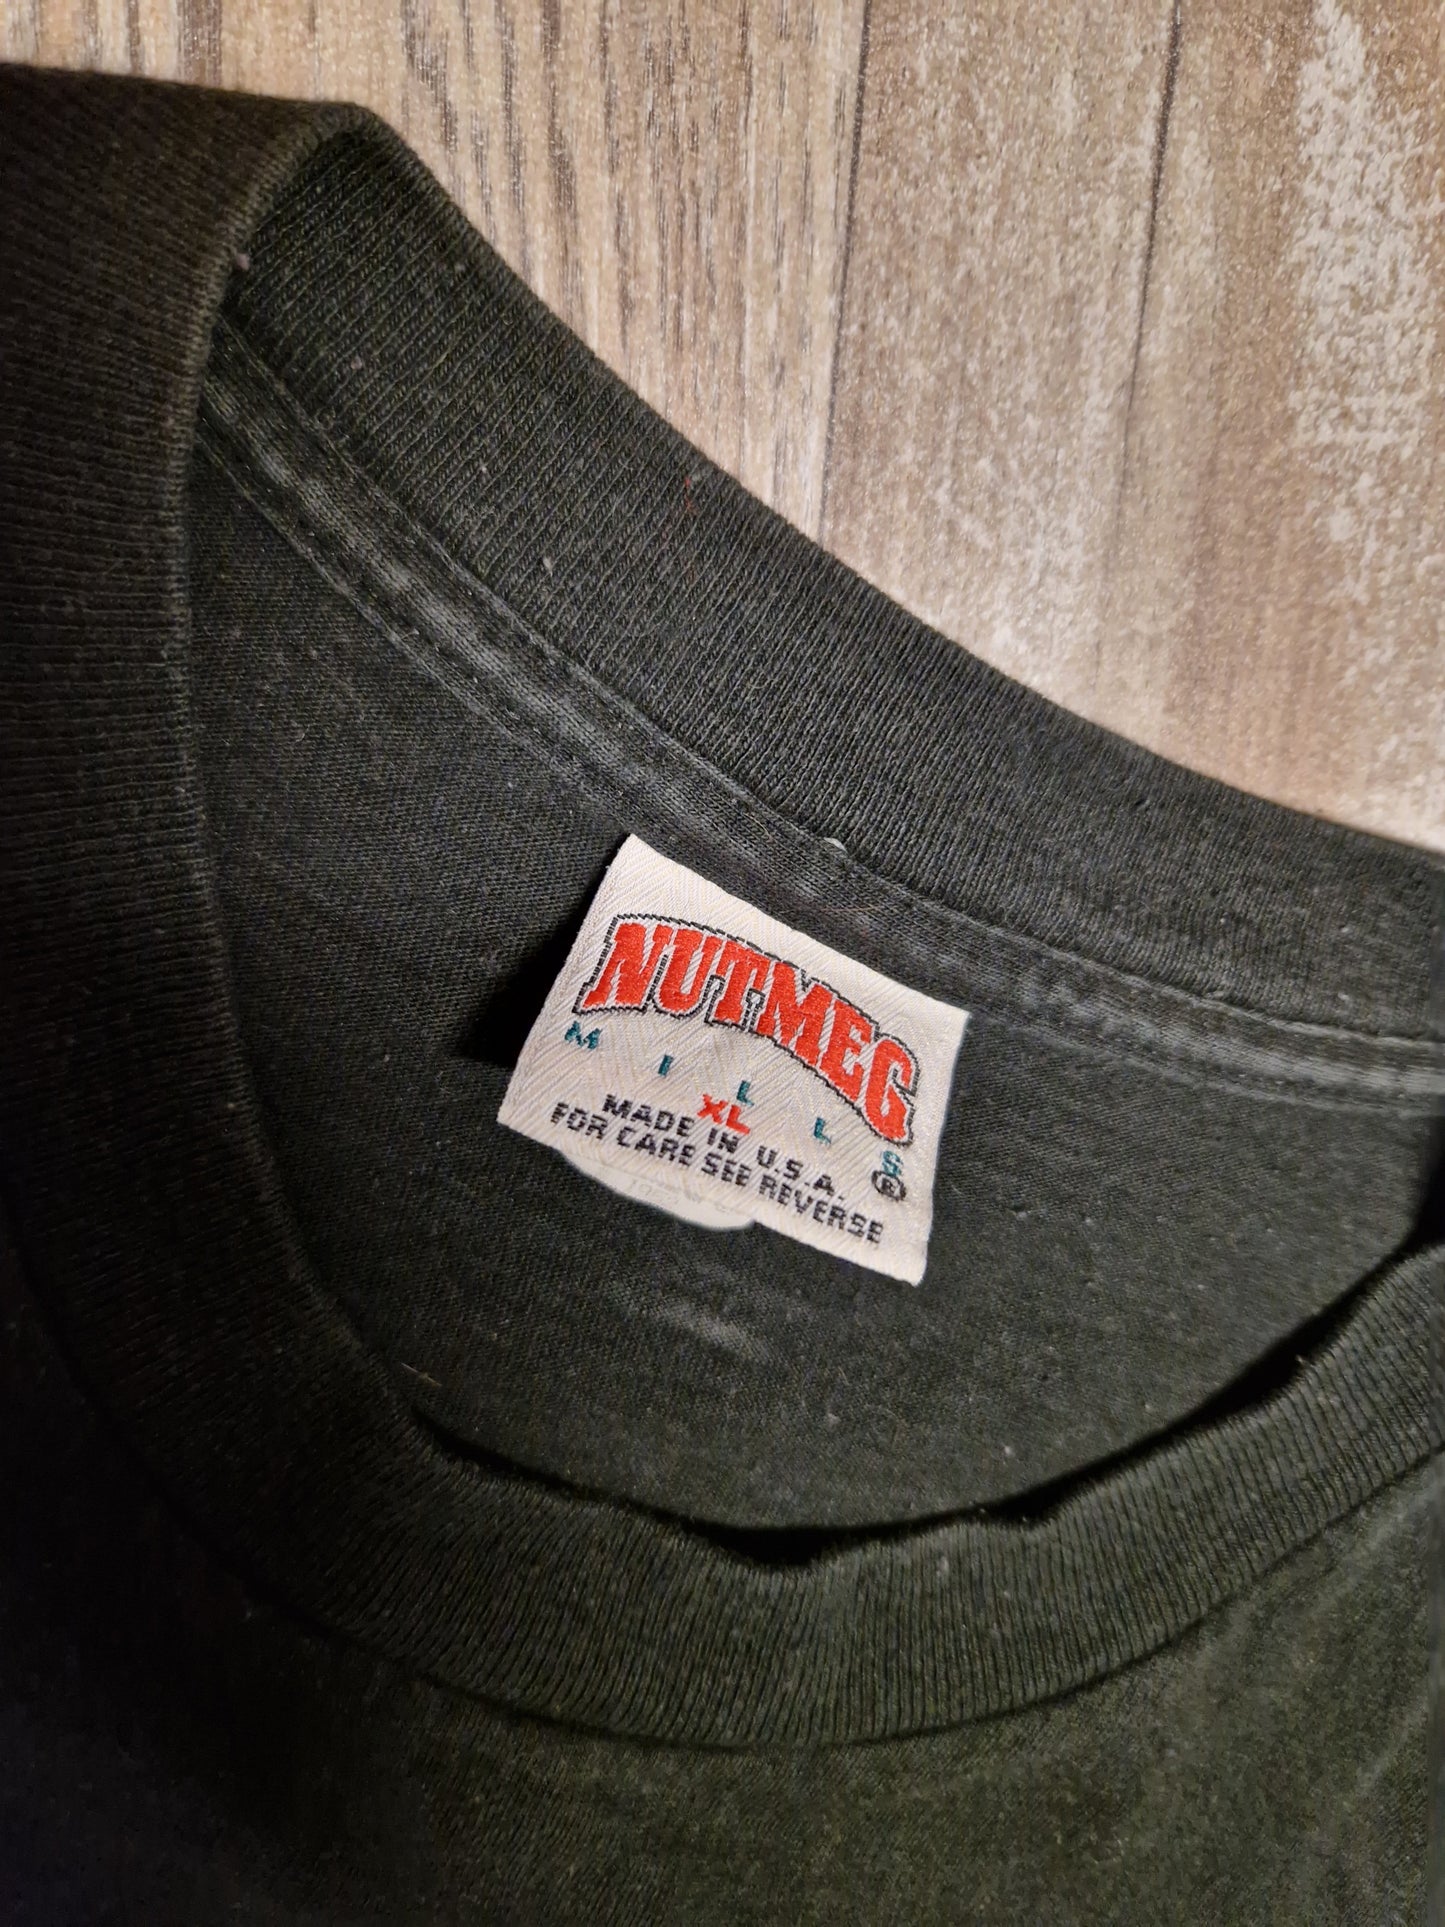 NUTMEG
MILLS
XL
MADE IN U.S.A. ®
FOR CARE SEE REVERSE